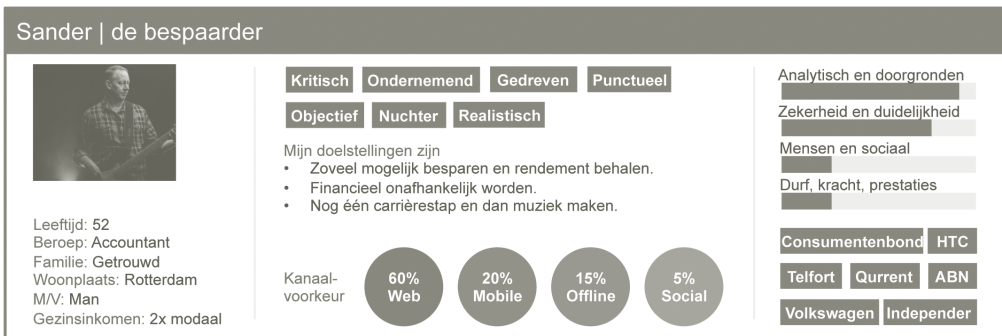 Sander | de bespaarder
Leeftijd: 52
Beroep: Accountant
Familie: Getrouwd
Woonplaats: Rotterdam
M/V: Man
Gezinsinkomen: 2x modaal
Kritisch Ondernemend Gedreven Punctueel
Objectief Nuchter Realistisch
Mijn doelstellingen zijn
• Zoveel mogelijk besparen en rendement behalen.
• Financieel onafhankelijk worden.
• Nog één carrièrestap en dan muziek maken.
Kanaal-
voorkeur
60%
Web
20%
Mobile
15%
Offline
5%
Social
Analytisch en doorgronden
Zekerheid en duidelijkheid
Mensen en sociaal
Durf, kracht, prestaties
Consumentenbond HTC
Telfort Qurrent ABN
Volkswagen Independer